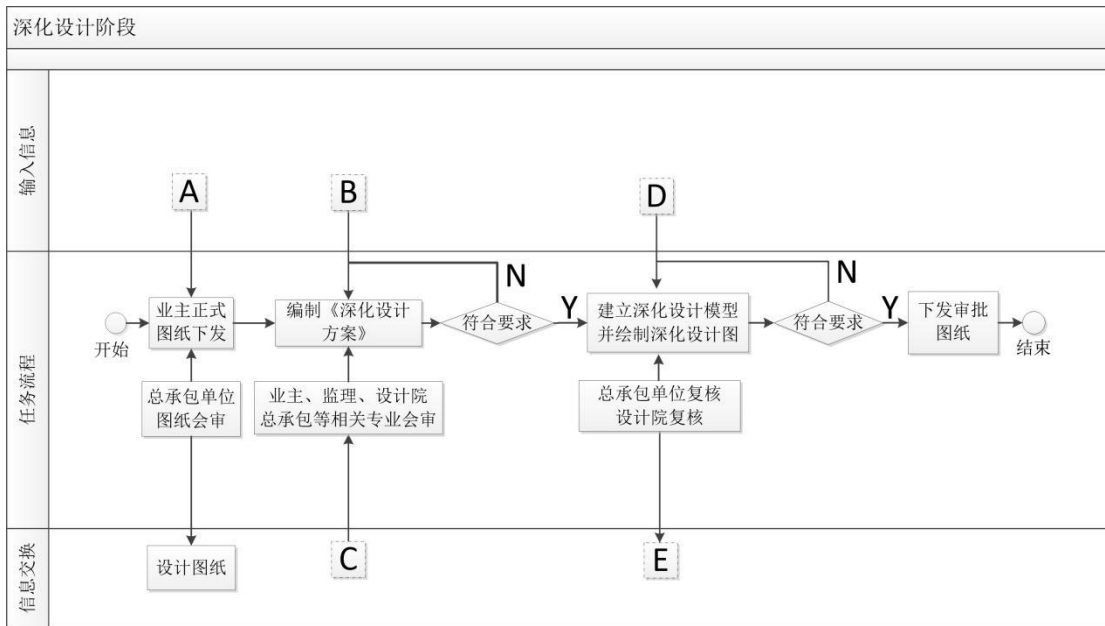 深化设计阶段
输入信息
A
B
D
任务流程
N
N
开始
业主正式
图纸下发
编制《深化设计
方案》
符合要求
Y
建立深化设计模型
并绘制深化设计图
符合要求
Y
下发审批
图纸
结束
总承包单位
图纸会审
业主、监理、设计院
总承包等相关专业会审
总承包单位复核
设计院复核
信息交换
设计图纸
C
E